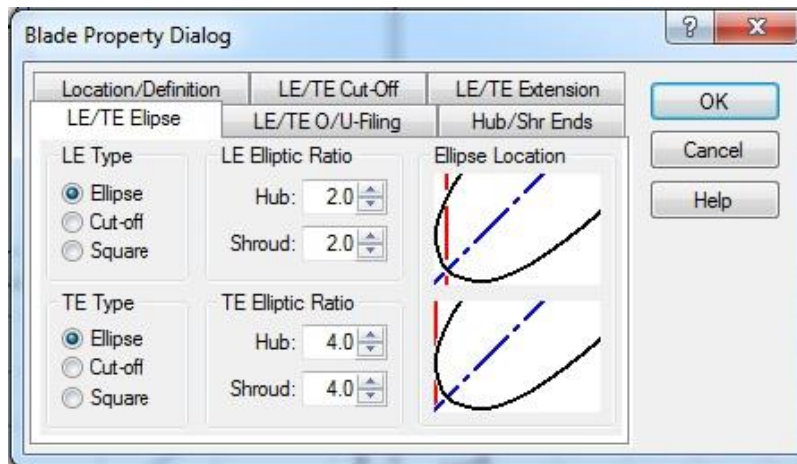 Blade Property Dialog
Location/Definition LE/TE Cut-Off LE/TE Extension
LE/TE Elipse LE/TE O/U-Filing Hub/Shr Ends
OK
Cancel
Help
LE Type
Ellipse
Cut-off
Square
LE Elliptic Ratio
Hub: 2.0
Shroud: 2.0
Ellipse Location
TE Type
Ellipse
Cut-off
Square
TE Elliptic Ratio
Hub: 4.0
Shroud: 4.0